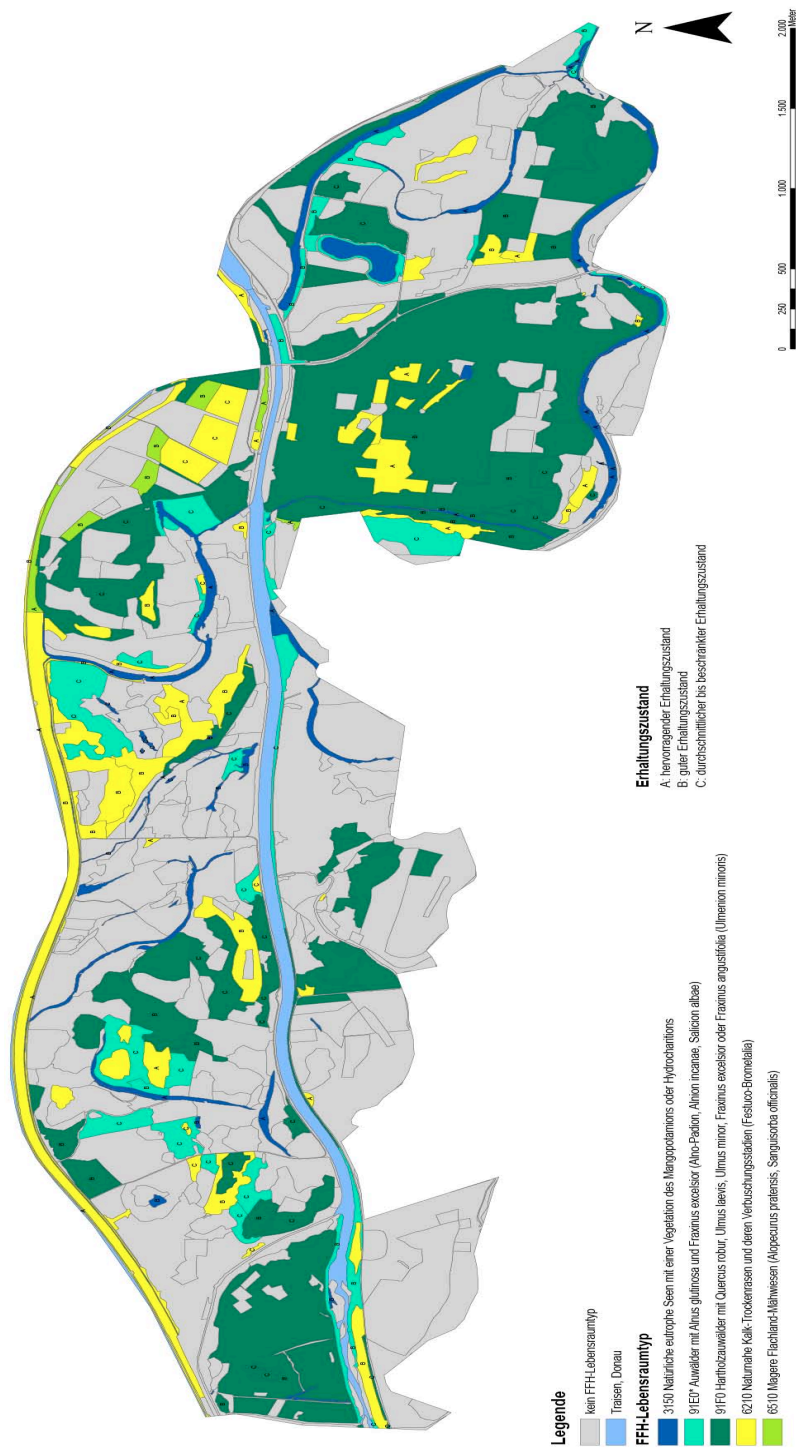 Legende
kein FFH-Lebensraumtyp
Traisen, Donau
FFH-Lebensraumtyp
3150 Natürliche eutrophe Seen mit einer Vegetation des Mangopotamions oder Hydrocharitions
91E0* Auwälder mit Alnus glutinosa und Fraxinus excelsior (Alno-Padion, Alnion incanae, Salicion albae)
91F0 Hartholzauwälder mit Quercus robur, Ulmus laevis, Ulmus minor, Fraxinus excelsior oder Fraxinus angustifolia (Ulmenion minoris)
6210 Naturnahe Kalk-Trockenrasen und deren Verbuschungsstadien (Festuco-Brometalia)
6510 Magere Flachland-Mähwiesen (Alopecurus pratensis, Sanguisorba officinalis)
Erhaltungszustand
A: hervorragender Erhaltungszustand
B: guter Erhaltungszustand
C: durchschnittlicher bis beschränkter Erhaltungszustand
N
0 250 500 1.000 1.500 2.000
Meter